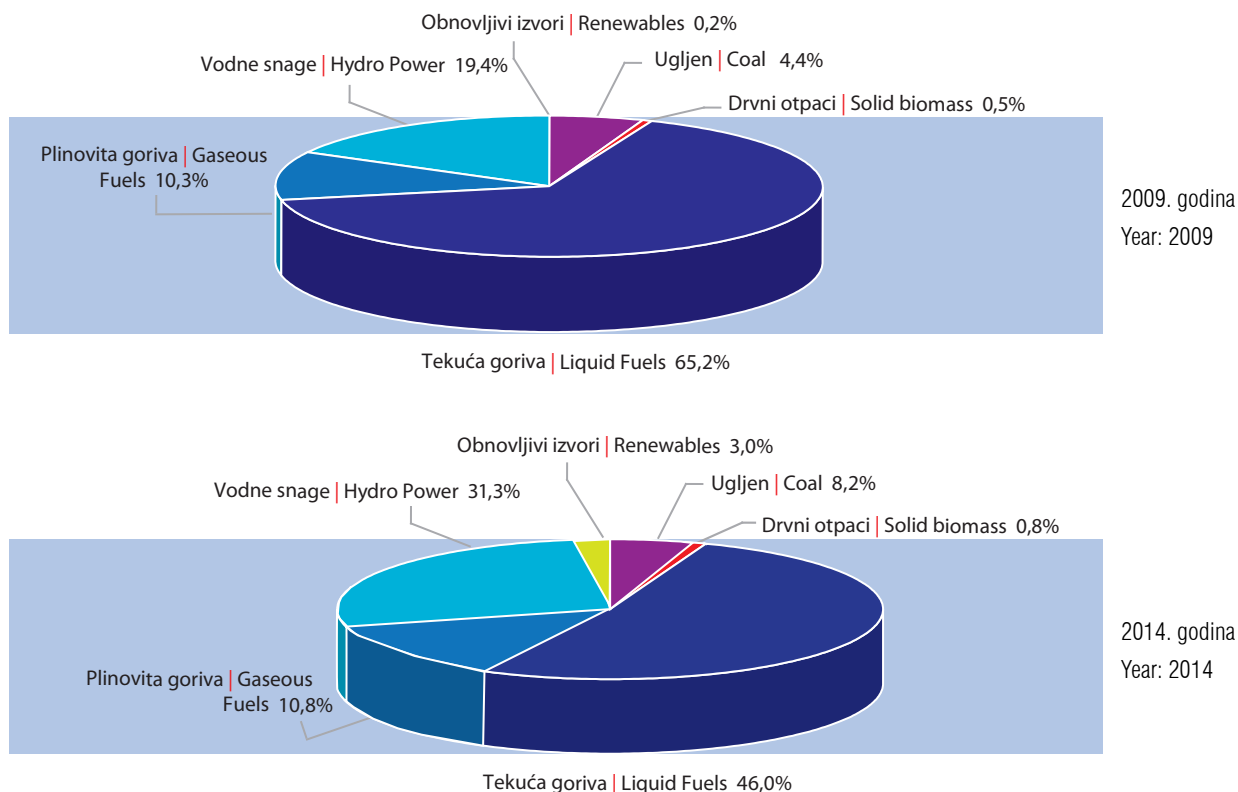 Obnovljivi izvori | Renewables 0,2%
Vodne snage | Hydro Power 19,4%
Ugljen | Coal 4,4%
Drvni otpaci | Solid biomass 0,5%
Plinovita goriva | Gaseous
Fuels 10,3%
2009. godina
Year: 2009
Tekuća goriva | Liquid Fuels 65,2%
Obnovljivi izvori | Renewables 3,0%
Vodne snage | Hydro Power 31,3%
Ugljen | Coal 8,2%
Drvni otpaci | Solid biomass 0,8%
2014. godina
Year: 2014
Plinovita goriva | Gaseous
Fuels 10,8%
Tekuća goriva | Liquid Fuels 46,0%